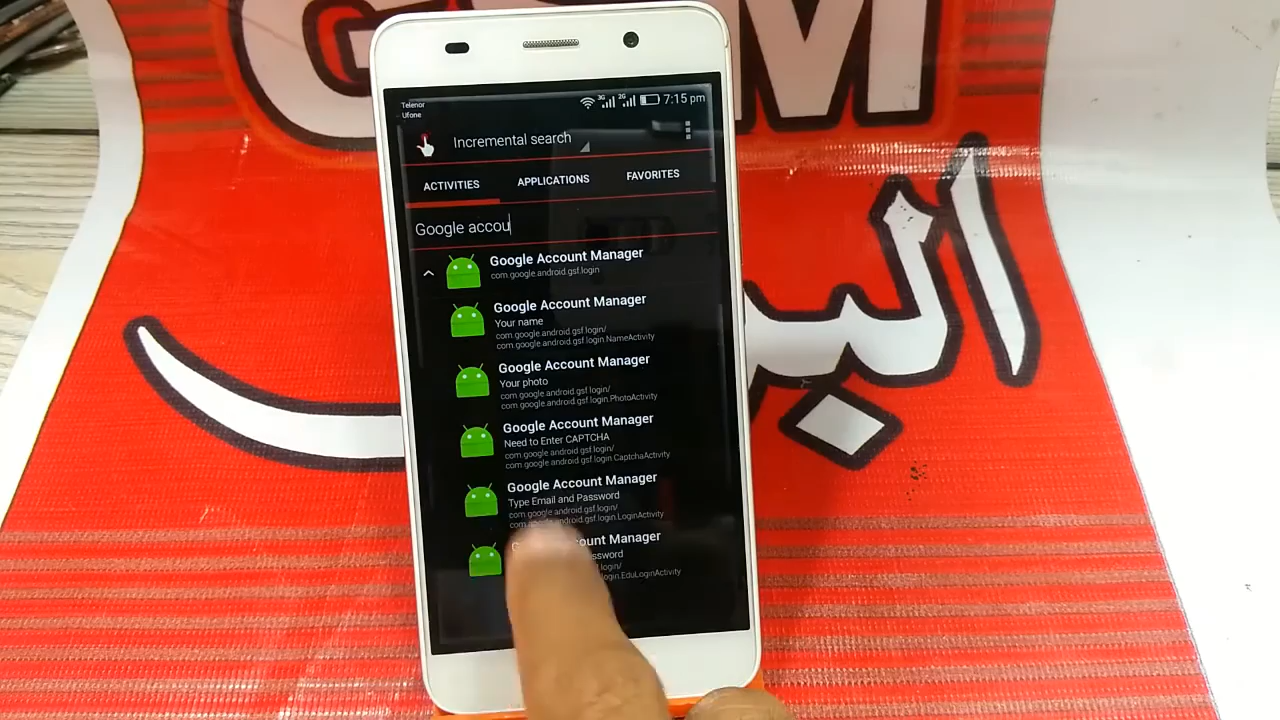 GSM
البرق
Telenor
Ufone
3G
2G
7:15 pm
Incremental search
ACTIVITIES
APPLICATIONS
FAVORITES
Google accou
Google Account Manager
com.google.android.gsf.login
Google Account Manager
Your name
com.google.android.gsf.login/
com.google.android.gsf.login.NameActivity
Google Account Manager
Your photo
com.google.android.gsf.login/
com.google.android.gsf.login.PhotoActivity
Google Account Manager
Need to Enter CAPTCHA
com.google.android.gsf.login/
com.google.android.gsf.login.CaptchaActivity
Google Account Manager
Type Email and Password
com.google.android.gsf.login/
com.google.android.gsf.login.LoginActivity
Manager
login/
login.EduLoginActivity